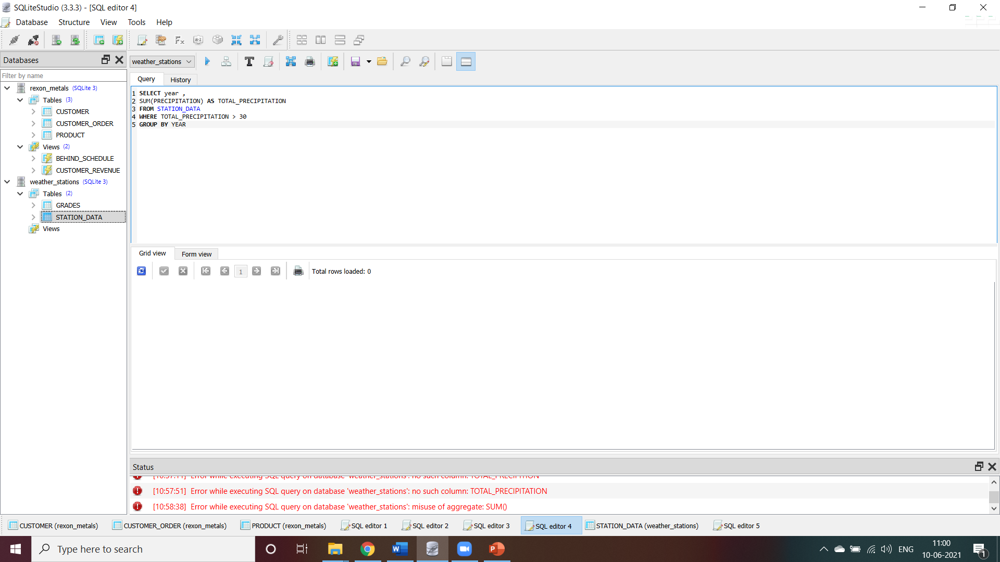 SQLiteStudio (3.3.3) - [SQL editor 4]
Database Structure View Tools Help
Databases
Filter by name
rexon_metals (SQLite 3)
Tables (3)
CUSTOMER
CUSTOMER_ORDER
PRODUCT
Views (2)
BEHIND_SCHEDULE
CUSTOMER_REVENUE
weather_stations (SQLite 3)
Tables (2)
GRADES
STATION_DATA
Views
weather_stations
Query History
1 SELECT year ,
2 SUM(PRECIPITATION) AS TOTAL_PRECIPITATION
3 FROM STATION_DATA
4 WHERE TOTAL_PRECIPITATION > 30
5 GROUP BY YEAR
Grid view Form view
1 Total rows loaded: 0
Status
Error while executing SQL query on database 'weather_stations': no such column:
[10:57:51] Error while executing SQL query on database 'weather_stations': no such column: TOTAL_PRECIPITATION
[10:58:38] Error while executing SQL query on database 'weather_stations': misuse of aggregate: SUM()
CUSTOMER (rexon_metals) CUSTOMER_ORDER (rexon_metals) PRODUCT (rexon_metals) SQL editor 1 SQL editor 2 SQL editor 3 SQL editor 4 STATION_DATA (weather_stations) SQL editor 5
Type here to search
ENG
11:00
10-06-2021
1